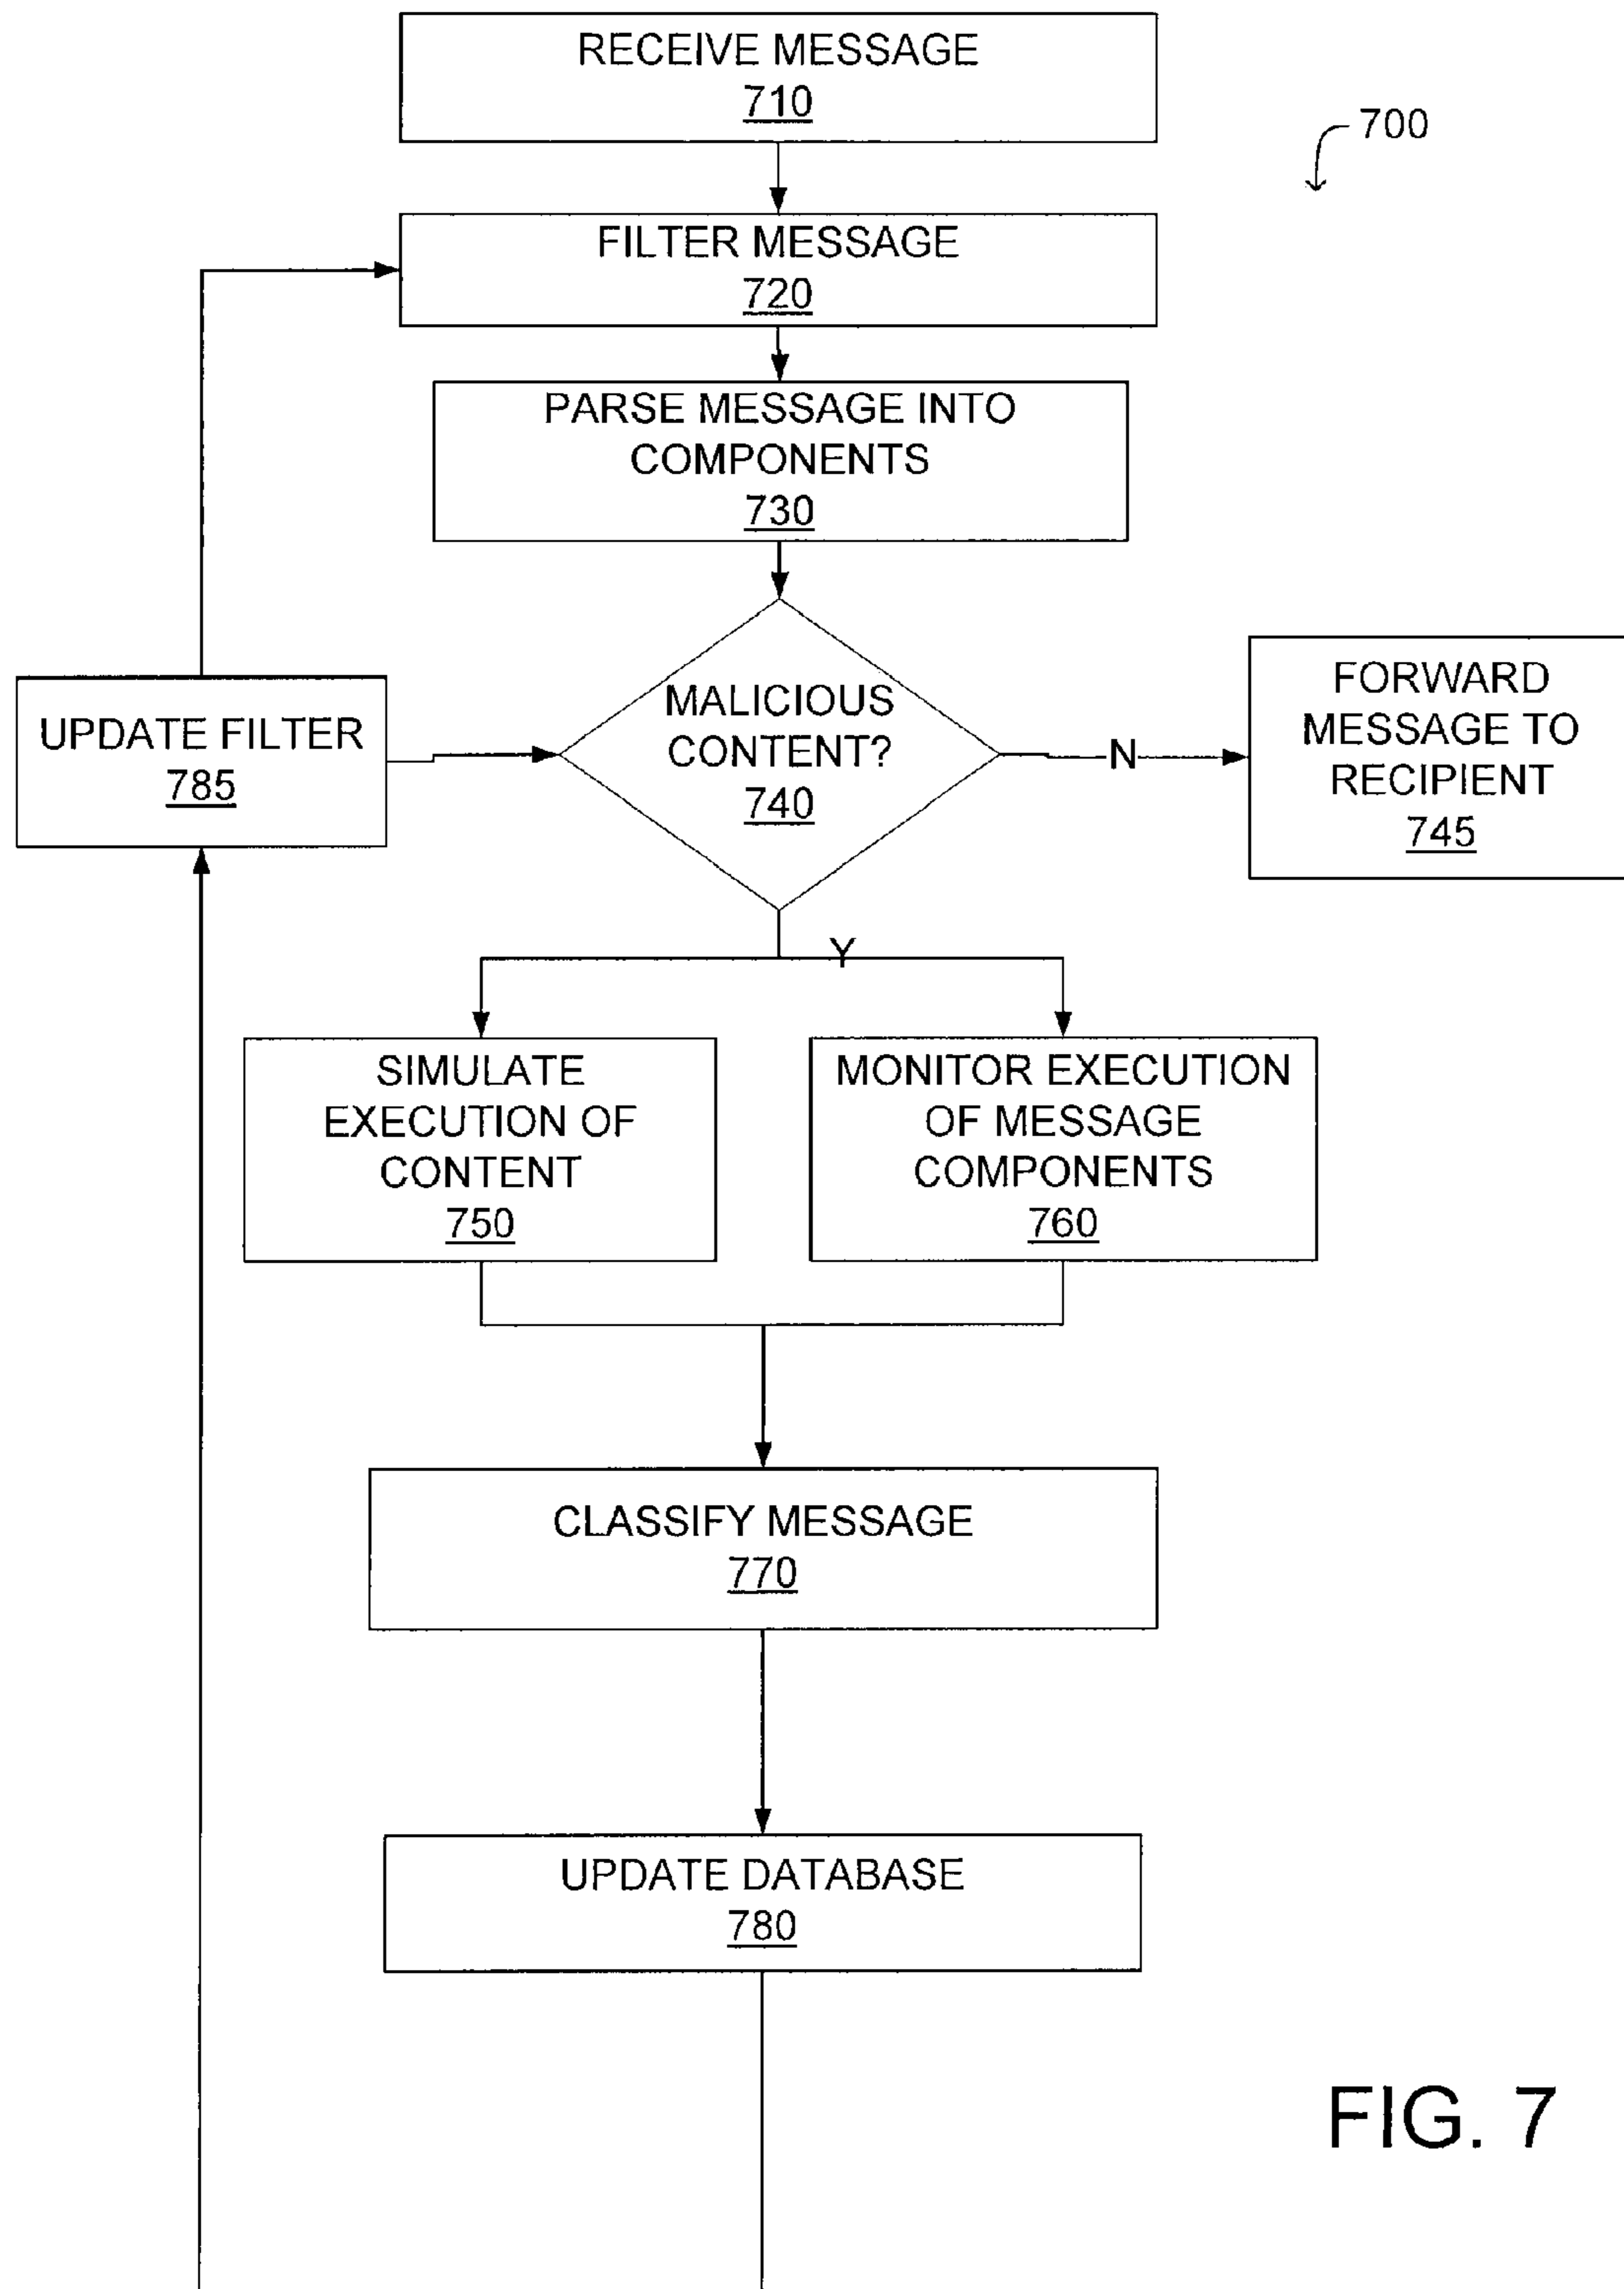 RECEIVE MESSAGE
710
700
FILTER MESSAGE
720
PARSE MESSAGE INTO
COMPONENTS
730
UPDATE FILTER
785
MALICIOUS
CONTENT?
740
N
FORWARD
MESSAGE TO
RECIPIENT
745
Y
SIMULATE
EXECUTION OF
CONTENT
750
MONITOR EXECUTION
OF MESSAGE
COMPONENTS
760
CLASSIFY MESSAGE
770
UPDATE DATABASE
780
FIG. 7